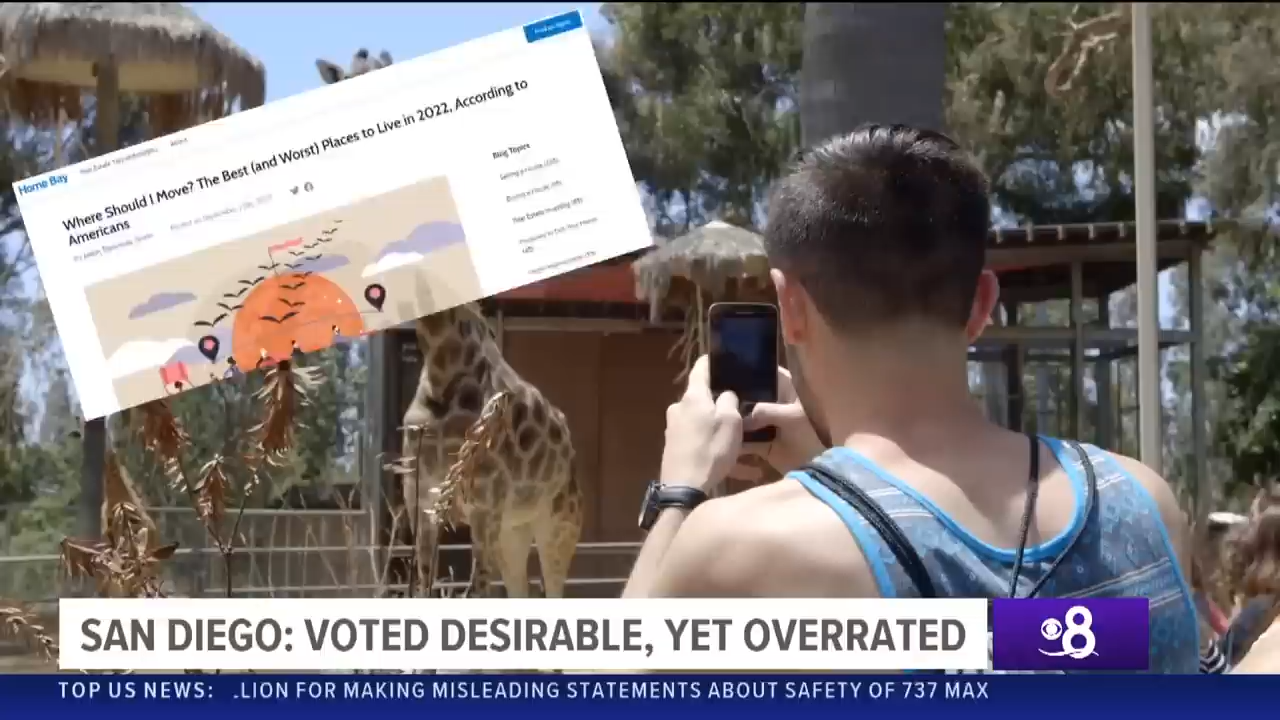 Home Bay
Where Should I Move? The Best (and Worst) Places to Live in 2022, According to
Americans
Blog Topics
SAN DIEGO: VOTED DESIRABLE, YET OVERRATED
8
TOP US NEWS: .LION FOR MAKING MISLEADING STATEMENTS ABOUT SAFETY OF 737 MAX